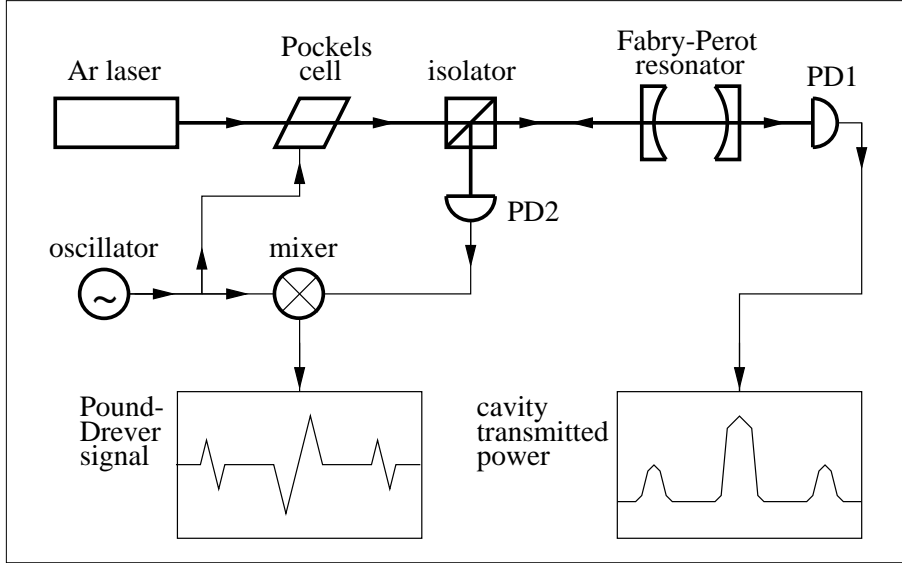 Ar laser
Pockels
cell
isolator
Fabry-Perot
resonator
PD1
PD2
oscillator
mixer
~
Pound-
Drever
signal
cavity
transmitted
power